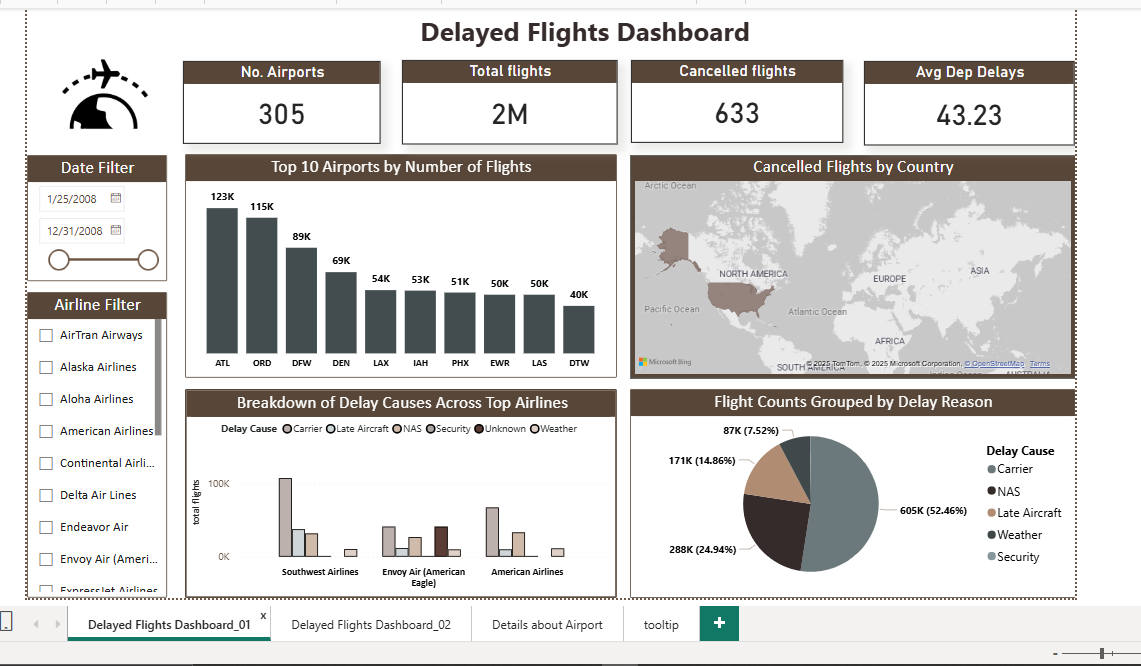 Delayed Flights Dashboard
No. Airports
305
Total flights
2M
Cancelled flights
633
Avg Dep Delays
43.23
Date Filter
1/25/2008
12/31/2008
Airline Filter
AirTran Airways
Alaska Airlines
Aloha Airlines
American Airlines
Continental Airli...
Delta Air Lines
Endeavor Air
Envoy Air (Ameri...
ExpressJet Airlines
Top 10 Airports by Number of Flights
123K
115K
89K
69K
54K
53K
51K
50K
50K
40K
ATL ORD DFW DEN LAX IAH PHX EWR LAS DTW
Cancelled Flights by Country
Arctic Ocean
NORTH AMERICA
EUROPE
ASIA
Pacific Ocean
Atlantic Ocean
AFRICA
SOUTH AMERICA
Indian Ocean
AUSTRALIA
Microsoft Bing
© 2025 TomTom, © 2025 Microsoft Corporation, © OpenStreetMap Terms
Breakdown of Delay Causes Across Top Airlines
Delay Cause Carrier Late Aircraft NAS Security Unknown Weather
total flights
100K
0K
Southwest Airlines
Envoy Air (American
Eagle)
American Airlines
Flight Counts Grouped by Delay Reason
87K (7.52%)
171K (14.86%)
288K (24.94%)
605K (52.46%)
Delay Cause
Carrier
NAS
Late Aircraft
Weather
Security
Delayed Flights Dashboard_01 x
Delayed Flights Dashboard_02
Details about Airport
tooltip
+
-